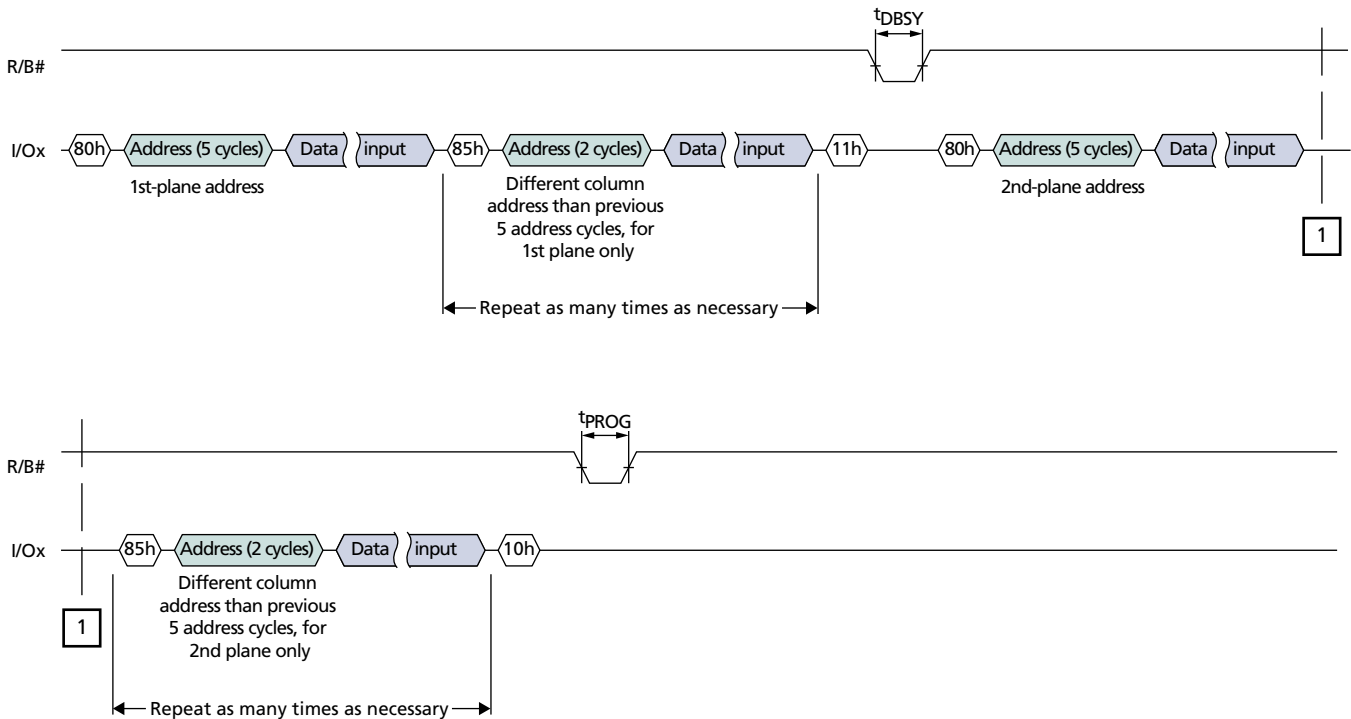 tDBSY
R/B#
I/Ox 80h Address (5 cycles) Data input 85h Address (2 cycles) Data input 11h 80h Address (5 cycles) Data input
1st-plane address
Different column
address than previous
5 address cycles, for
1st plane only
2nd-plane address
1
Repeat as many times as necessary
tPROG
R/B#
I/Ox 85h Address (2 cycles) Data input 10h
Different column
address than previous
5 address cycles, for
2nd plane only
1
Repeat as many times as necessary